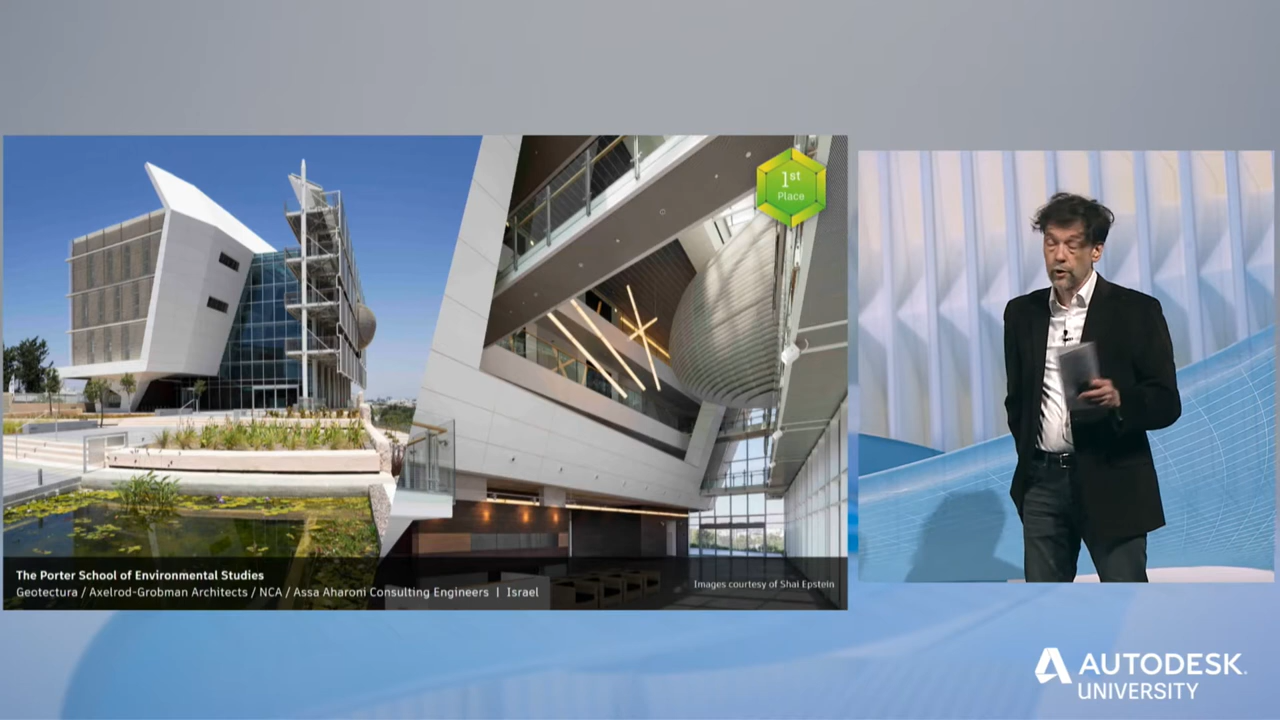 1st
Place
The Porter School of Environmental Studies
Geotectura / Axelrod-Grobman Architects / NCA / Assa Aharoni Consulting Engineers | Israel
Images courtesy of Shai Epstein
AUTODESK
UNIVERSITY